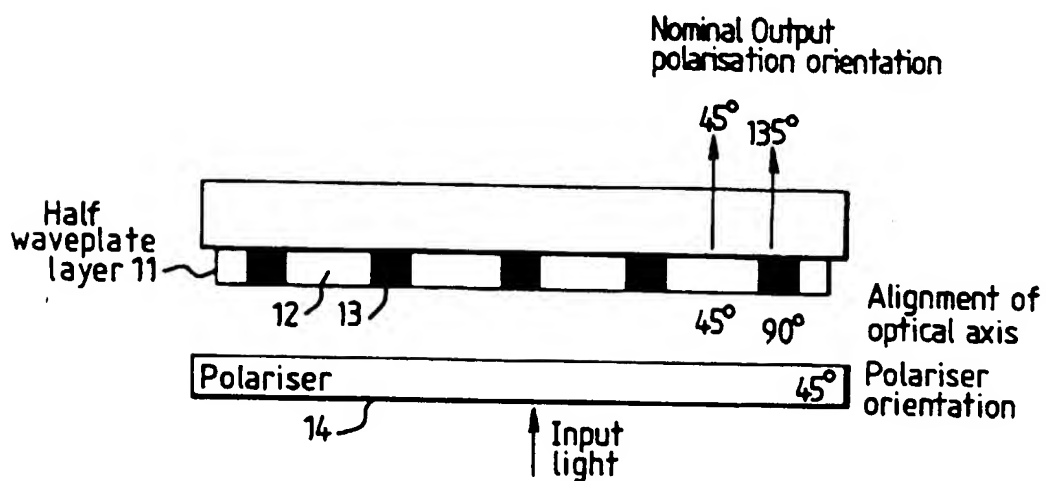 Nominal Output
polarisation orientation
45° 135°
Half
waveplate
layer 11
12 13 45° 90°
Alignment of
optical axis
Polariser 45°
Polariser
orientation
14
Input
light